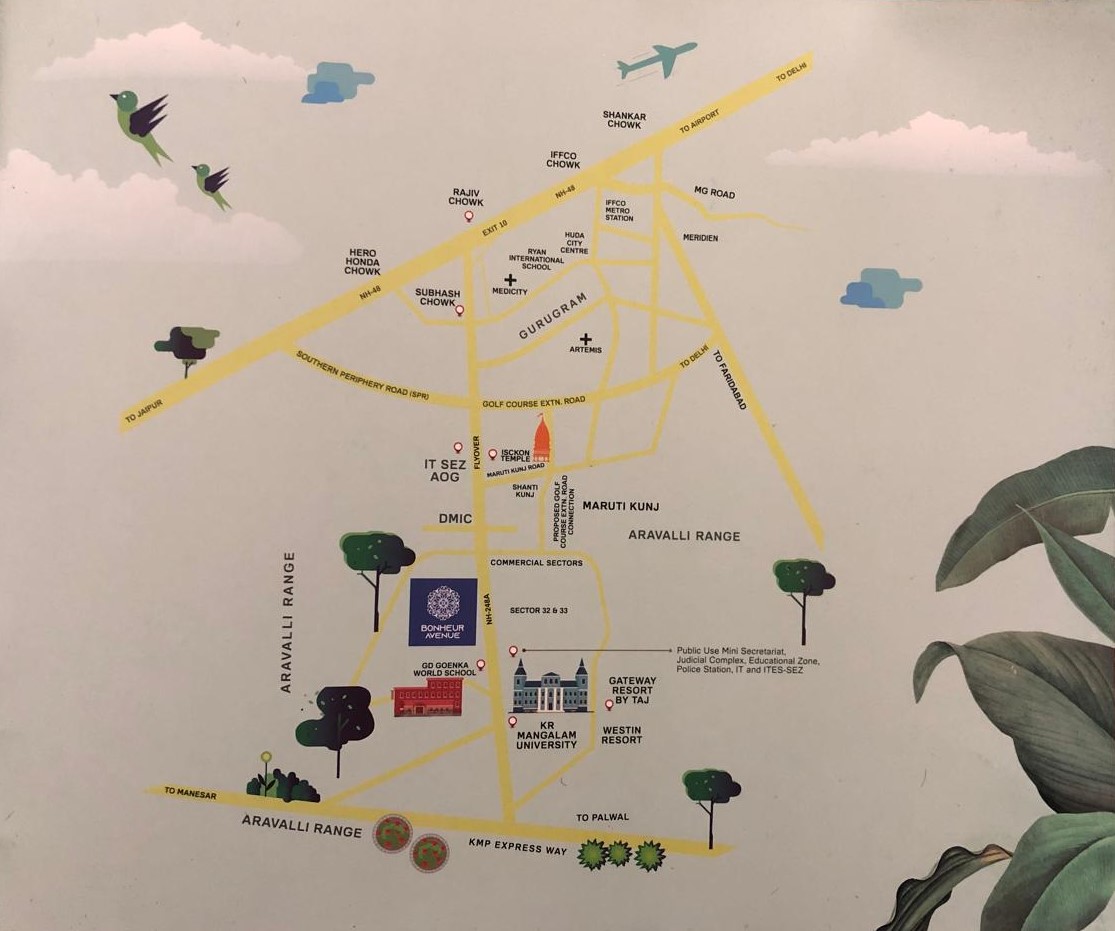 TO DELHI
SHANKAR
CHOWK
TO AIRPORT
IFFCO
CHOWK
NH-48
MG ROAD
RAJIV
CHOWK
IFFCO
METRO
STATION
EXIT 10
MERIDIEN
HUDA
CITY
CENTRE
HERO
HONDA
CHOWK
RYAN
INTERNATIONAL
SCHOOL
NH-48
SUBHASH
CHOWK
MEDICITY
GURUGRAM
ARTEMIS
TO DELHI
TO FARIDABAD
SOUTHERN PERIPHERY ROAD (SPR)
GOLF COURSE EXTN. ROAD
TO JAIPUR
FLYOVER
ISCKON
TEMPLE
IT SEZ
AOG
MARUTI KUNJ ROAD
SHANTI
KUNJ
PROPOSED GOLF
COURSE EXTN. ROAD
CONNECTION
MARUTI KUNJ
DMIC
ARAVALLI RANGE
COMMERCIAL SECTORS
ARAVALLI RANGE
BONHEUR
AVENUE
NH-248A
SECTOR 32 & 33
Public Use Mini Secretariat,
Judicial Complex, Educational Zone,
Police Station, IT and ITES-SEZ
GD GOENKA
WORLD SCHOOL
GATEWAY
RESORT
BY TAJ
KR
MANGALAM
UNIVERSITY
WESTIN
RESORT
TO MANESAR
ARAVALLI RANGE
TO PALWAL
KMP EXPRESS WAY